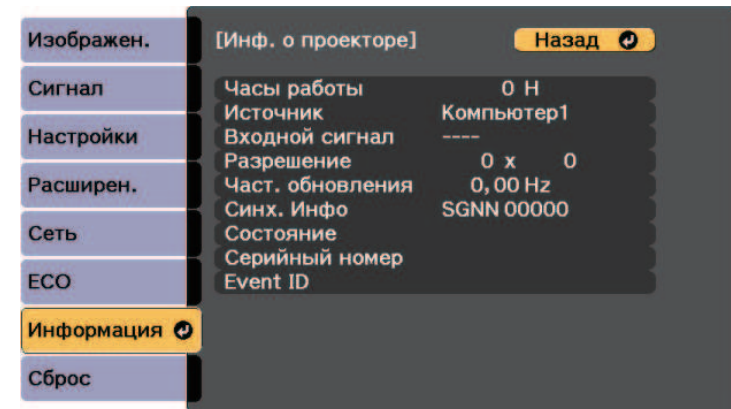 Изображен.
Сигнал
Настройки
Расширен.
Сеть
ECO
Информация
Сброс
[Инф. о проекторе]
Назад
Часы работы 0 H
Источник Компьютер1
Входной сигнал ----
Разрешение 0 x 0
Част. обновления 0,00 Hz
Синх. Инфо SGNN 00000
Состояние
Серийный номер
Event ID